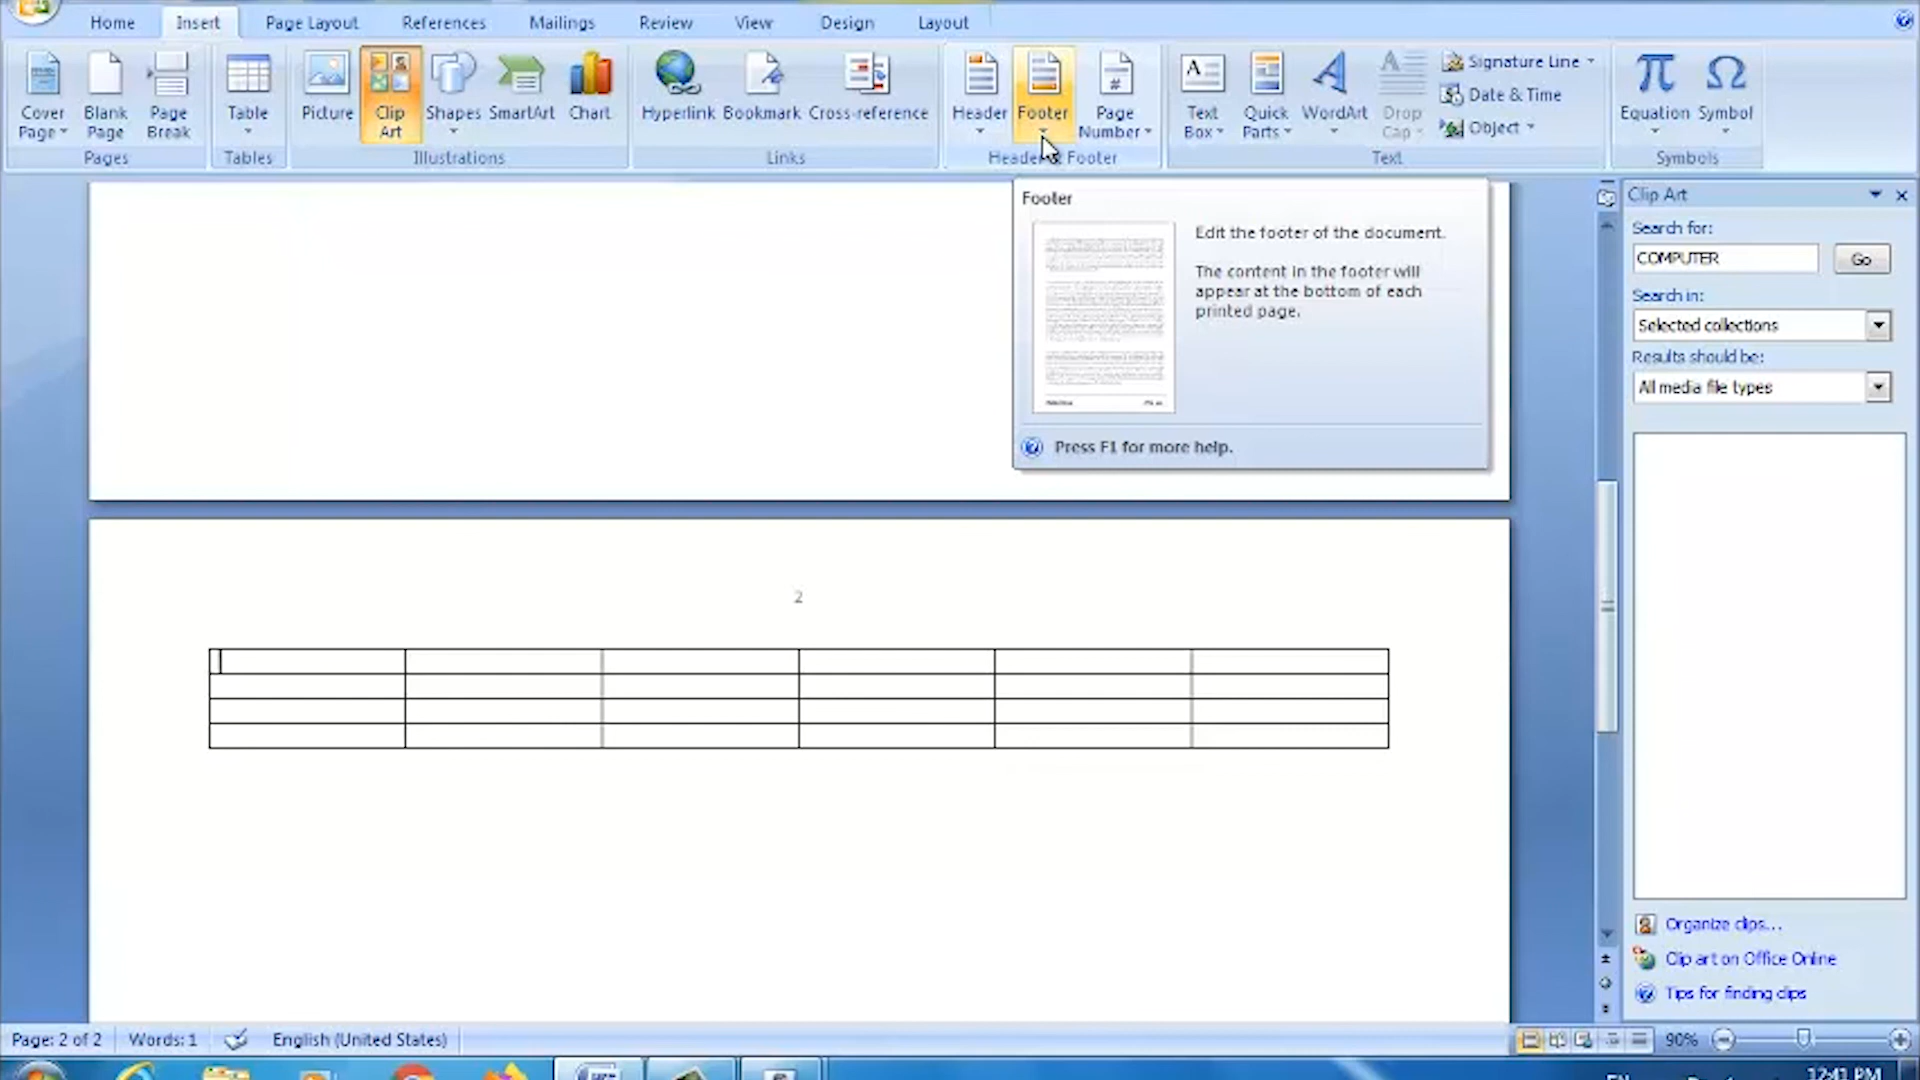 Home Insert Page Layout References Mailings Review View Design Layout
Cover Page
Blank Page
Page Break
Table
Picture
Clip Art
Shapes
SmartArt
Chart
Hyperlink
Bookmark
Cross-reference
Header
Footer
Page Number
Text Box
Quick Parts
WordArt
Drop Cap
Signature Line
Date & Time
Object
Equation
Symbol
Pages Tables Illustrations Links Header & Footer Text Symbols
Footer
Edit the footer of the document.
The content in the footer will
appear at the bottom of each
printed page.
Press F1 for more help.
2
Clip Art
Search for:
COMPUTER Go
Search in:
Selected collections
Results should be:
All media file types
Organize clips...
Clip art on Office Online
Tips for finding clips
Page: 2 of 2 Words: 1 English (United States) 90%
12:41 PM